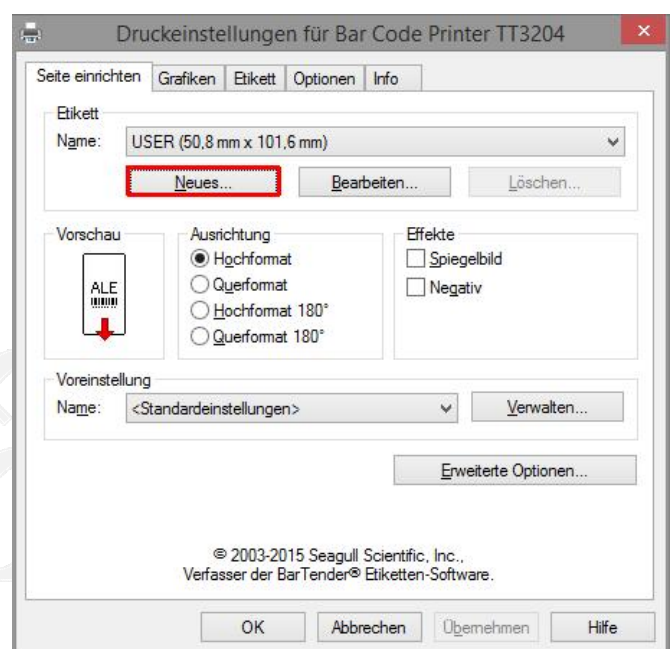 Druckeinstellungen für Bar Code Printer TT3204
Seite einrichten Grafiken Etikett Optionen Info
Etikett
Name: USER (50,8 mm x 101,6 mm)
Neues... Bearbeiten... Löschen...
Vorschau
ALE
Ausrichtung
Hochformat
Querformat
Hochformat 180°
Querformat 180°
Effekte
Spiegelbild
Negativ
Voreinstellung
Name: <Standardeinstellungen> Verwalten...
Erweiterte Optionen...
© 2003-2015 Seagull Scientific, Inc.,
Verfasser der BarTender® Etiketten-Software.
OK Abbrechen Übernehmen Hilfe